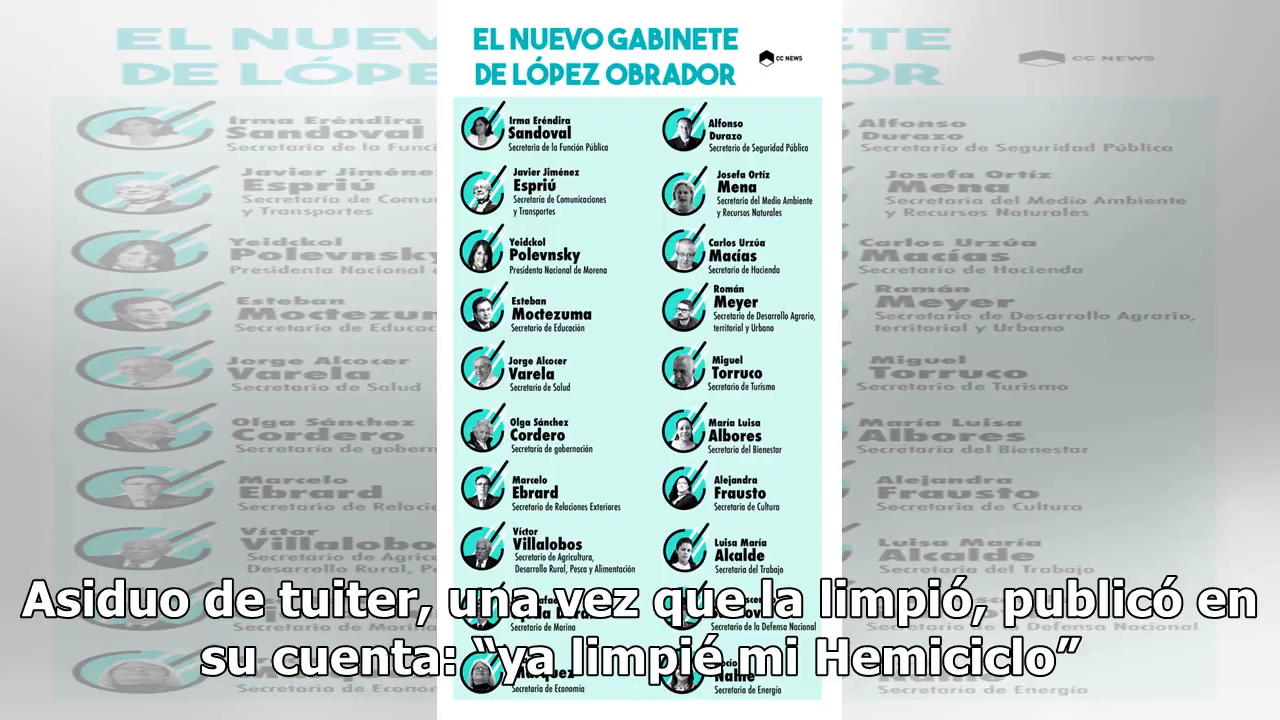 EL NUEVO GABINETE
DE LÓPEZ OBRADOR
CC NEWS
Irma Eréndira
Sandoval
Secretaria de la Función Pública
Javier Jiménez
Espriú
Secretaría de Comunicaciones
y Transportes
Yeidckol
Polevnsky
Presidenta Nacional de Morena
Esteban
Moctezuma
Secretario de Educación
Jorge Alcocer
Varela
Secretario de Salud
Olga Sánchez
Cordero
Secretaría de gobernación
Marcelo
Ebrard
Secretario de Relaciones Exteriores
Víctor
Villalobos
Secretario de Agricultura,
Desarrollo Rural, Pesca y Alimentación
Secretario de Marina
Márquez
Secretaria de Economía
Alfonso
Durazo
Secretario de Seguridad Pública
Josefa Ortíz
Mena
Secretaria del Medio Ambiente
y Recursos Naturales
Carlos Urzúa
Macías
Secretario de Hacienda
Román
Meyer
Secretario de Desarrollo Agrario,
territorial y Urbano
Miguel
Torruco
Secretario de Turismo
María Luisa
Albores
Secretaria del Bienestar
Alejandra
Frausto
Secretaria de Cultura
Luisa María
Alcalde
Secretaria del Trabajo
Secretario de la Defensa Nacional
Nahle
Secretaria de Energía
Asiduo de tuiter, una vez que la limpió, publicó en
su cuenta: “ya limpié mi Hemiciclo”